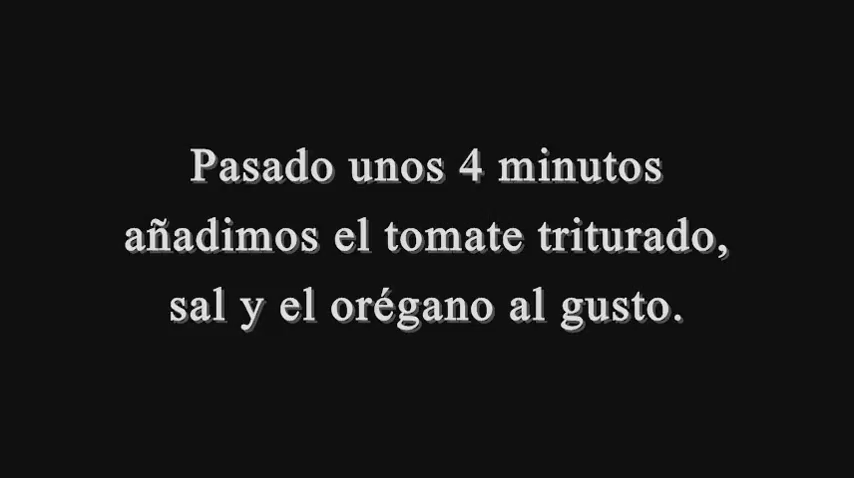 Pasado unos 4 minutos
añadimos el tomate triturado,
sal y el orégano al gusto.